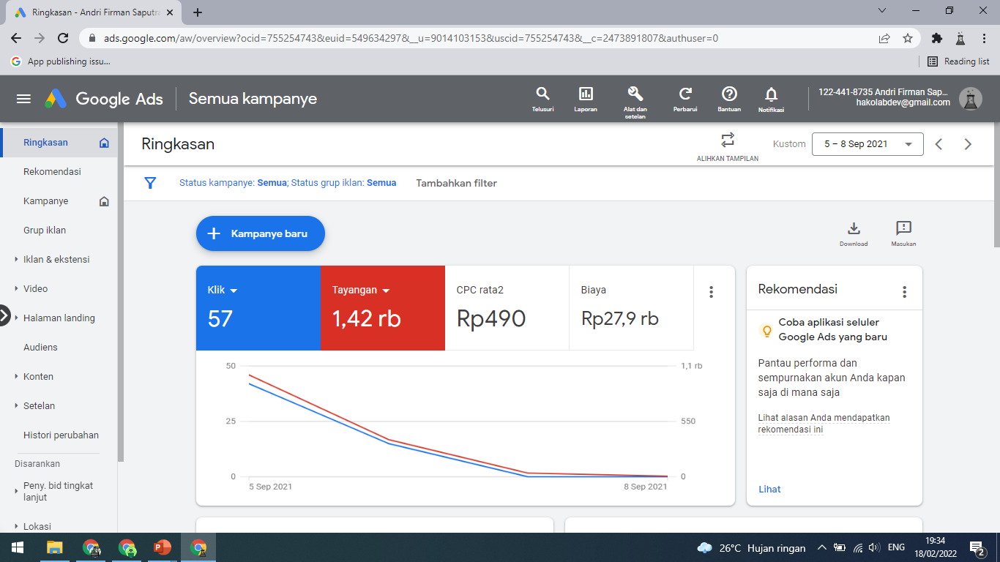 Ringkasan - Andri Firman Saputra
ads.google.com/aw/overview?ocid=755254743&euid=549634297&__u=9014103153&uscid=755254743&__c=2473891807&authuser=0
App publishing issu...
Reading list
Google Ads
Semua kampanye
Telusuri
Laporan
Alat dan
setelan
Perbarui
Bantuan
Notifikasi
122-441-8735 Andri Firman Sap...
hakolabdev@gmail.com
Ringkasan
Rekomendasi
Kampanye
Grup iklan
Iklan & ekstensi
Video
Halaman landing
Audiens
Konten
Setelan
Histori perubahan
Disarankan
Peny. bid tingkat
lanjut
Lokasi
Ringkasan
ALIHKAN TAMPILAN
Kustom
5 – 8 Sep 2021
Status kampanye: Semua; Status grup iklan: Semua
Tambahkan filter
Kampanye baru
Download
Masukan
Klik
57
Tayangan
1,42 rb
CPC rata2
Rp490
Biaya
Rp27,9 rb
50
25
0
1,1 rb
550
0
5 Sep 2021
8 Sep 2021
Rekomendasi
Coba aplikasi seluler
Google Ads yang baru
Pantau performa dan
sempurnakan akun Anda kapan
saja di mana saja
Lihat alasan Anda mendapatkan
rekomendasi ini
Lihat
26°C Hujan ringan
ENG
19:34
18/02/2022
2